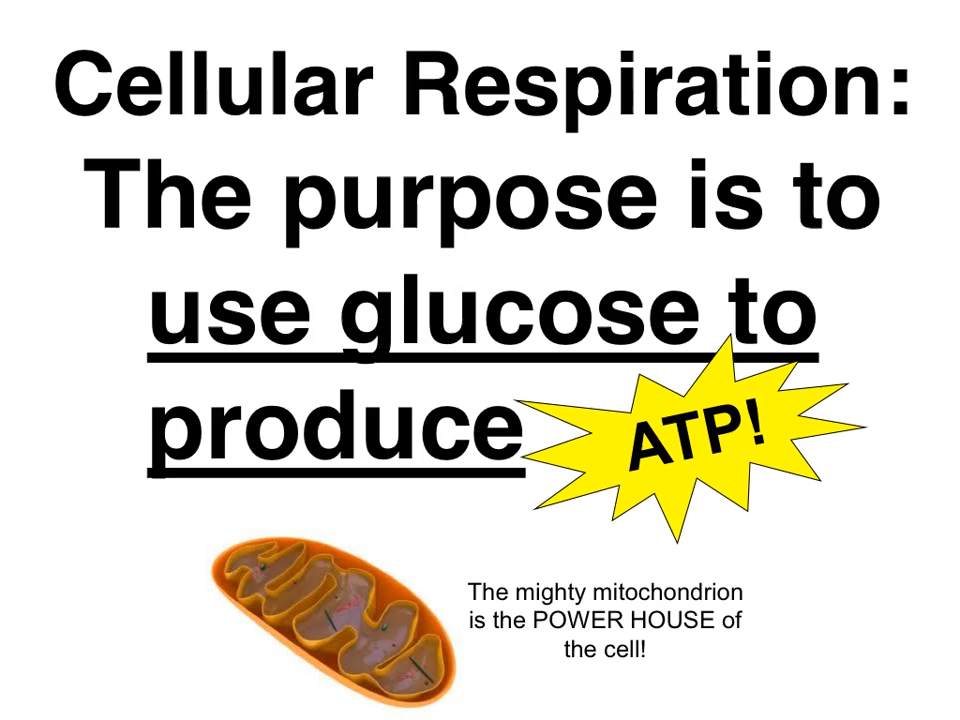 Cellular Respiration:
The purpose is to
use glucose to
produce
ATP!
The mighty mitochondrion
is the POWER HOUSE of
the cell!